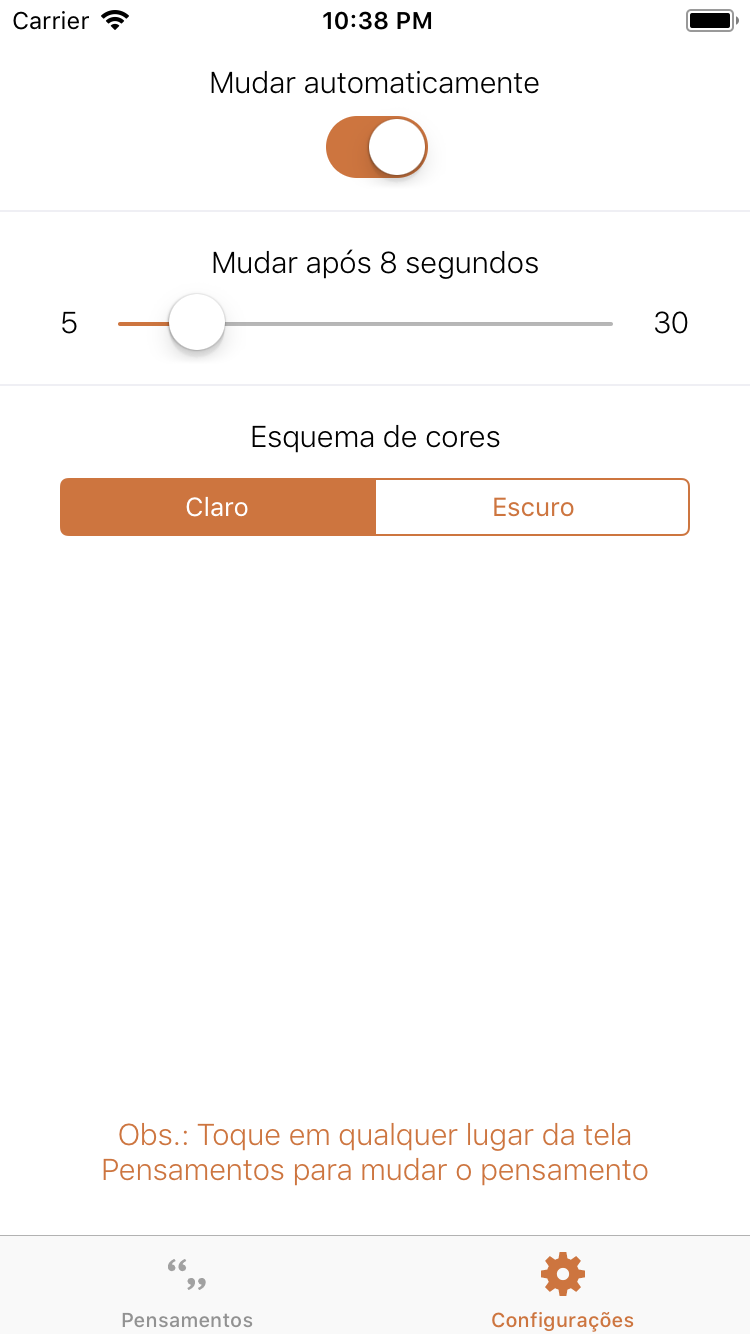 Carrier 10:38 PM
Mudar automaticamente
Mudar após 8 segundos
5 30
Esquema de cores
Claro Escuro
Obs.: Toque em qualquer lugar da tela
Pensamentos para mudar o pensamento
Pensamentos Configurações